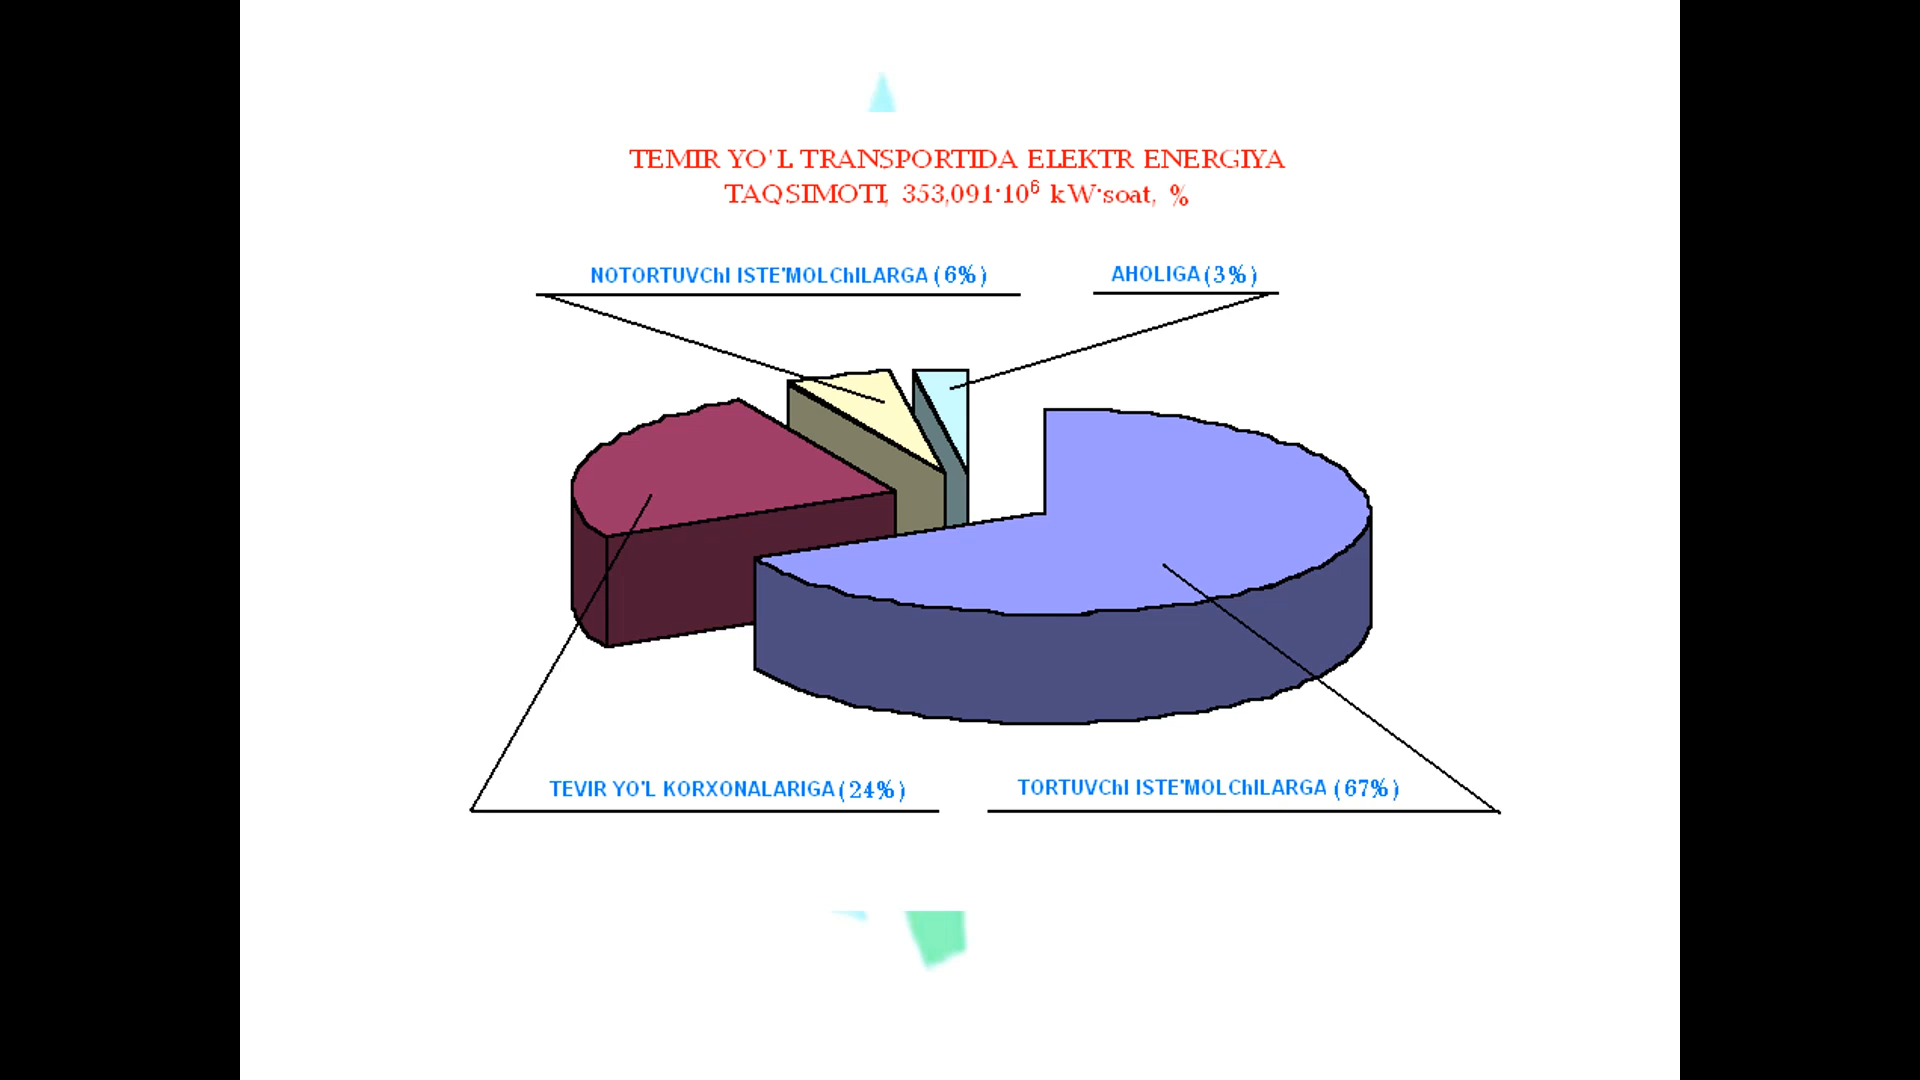 TEMIR YO'L TRANSPORTIDA ELEKTR ENERGIYA
TAQSIMOTI, 353,091·10⁶ kW·soat, %
NOTORTUVChI ISTE'MOLChILARGA (6%)
AHOLIGA (3%)
TEVIR YO'L KORXONALARIGA (24%)
TORTUVChI ISTE'MOLChILARGA (67%)